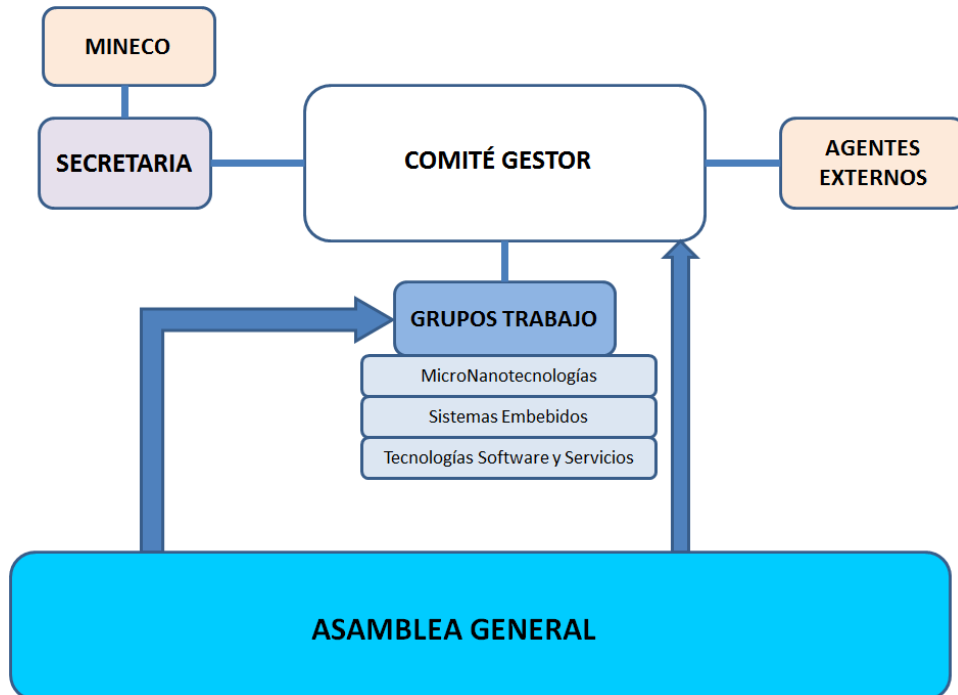 MINECO
SECRETARIA
COMITÉ GESTOR
AGENTES
EXTERNOS
GRUPOS TRABAJO
MicroNanotecnologías
Sistemas Embebidos
Tecnologías Software y Servicios
ASAMBLEA GENERAL